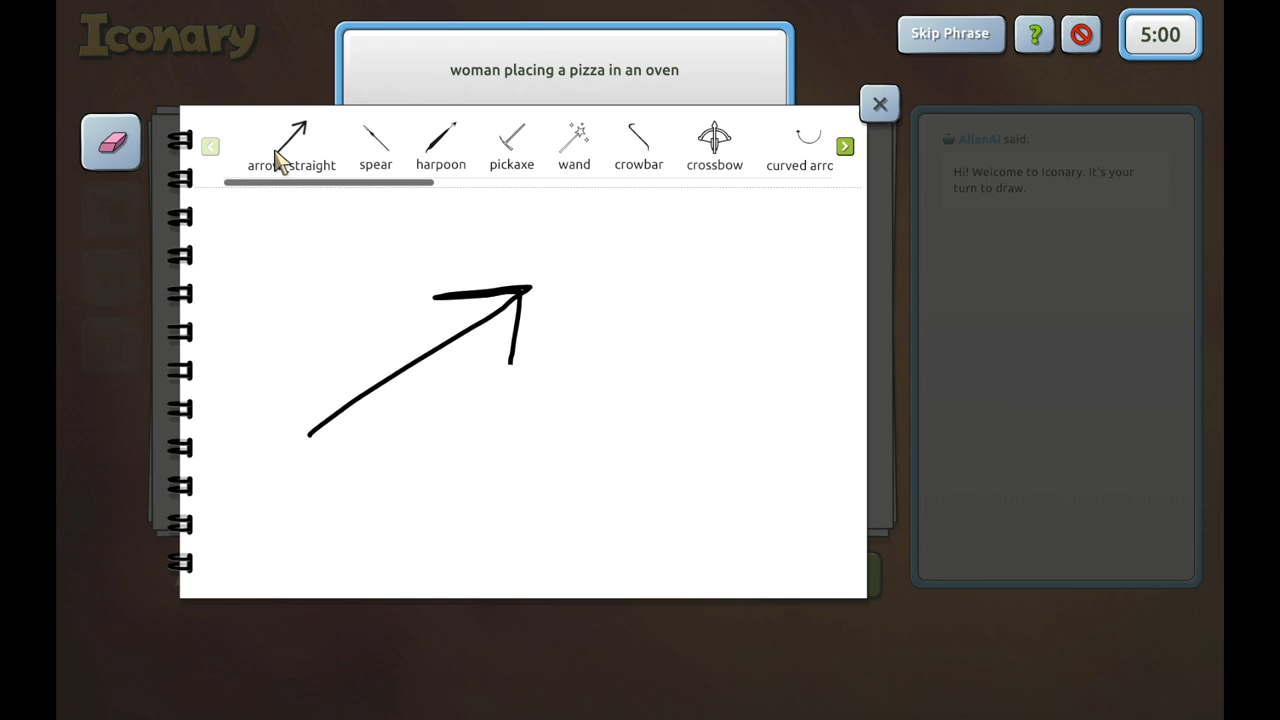 Iconary
Skip Phrase
?
5:00
woman placing a pizza in an oven
arrow straight
spear
harpoon
pickaxe
wand
crowbar
crossbow
curved arro
AllenAI said:
Hi! Welcome to Iconary. It's your
turn to draw.